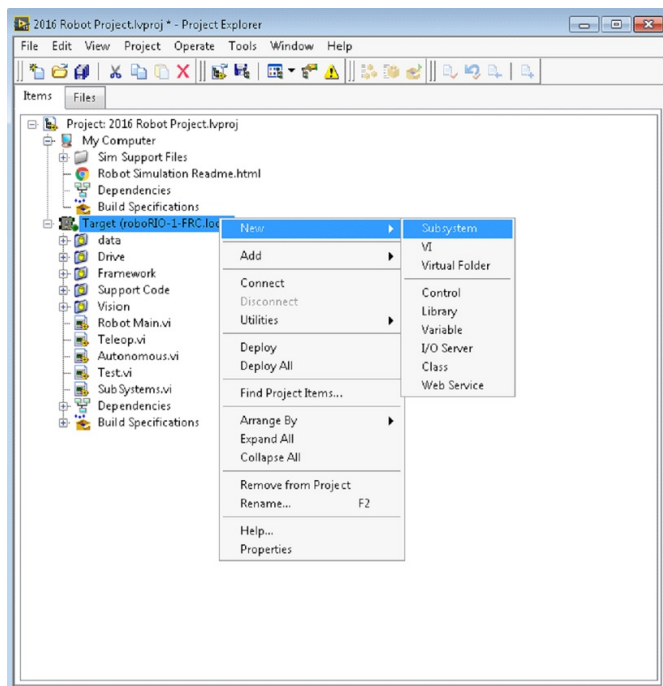 2016 Robot Project.lvproj * - Project Explorer
File Edit View Project Operate Tools Window Help
Items Files
Project: 2016 Robot Project.lvproj
My Computer
Sim Support Files
Robot Simulation Readme.html
Dependencies
Build Specifications
Target (roboRIO-1-FRC.loc
data
Drive
Framework
Support Code
Vision
Robot Main.vi
Teleop.vi
Autonomous.vi
Test.vi
SubSystems.vi
Dependencies
Build Specifications
New
Add
Connect
Disconnect
Utilities
Deploy
Deploy All
Find Project Items...
Arrange By
Expand All
Collapse All
Remove from Project
Rename... F2
Help...
Properties
Subsystem
VI
Virtual Folder
Control
Library
Variable
I/O Server
Class
Web Service